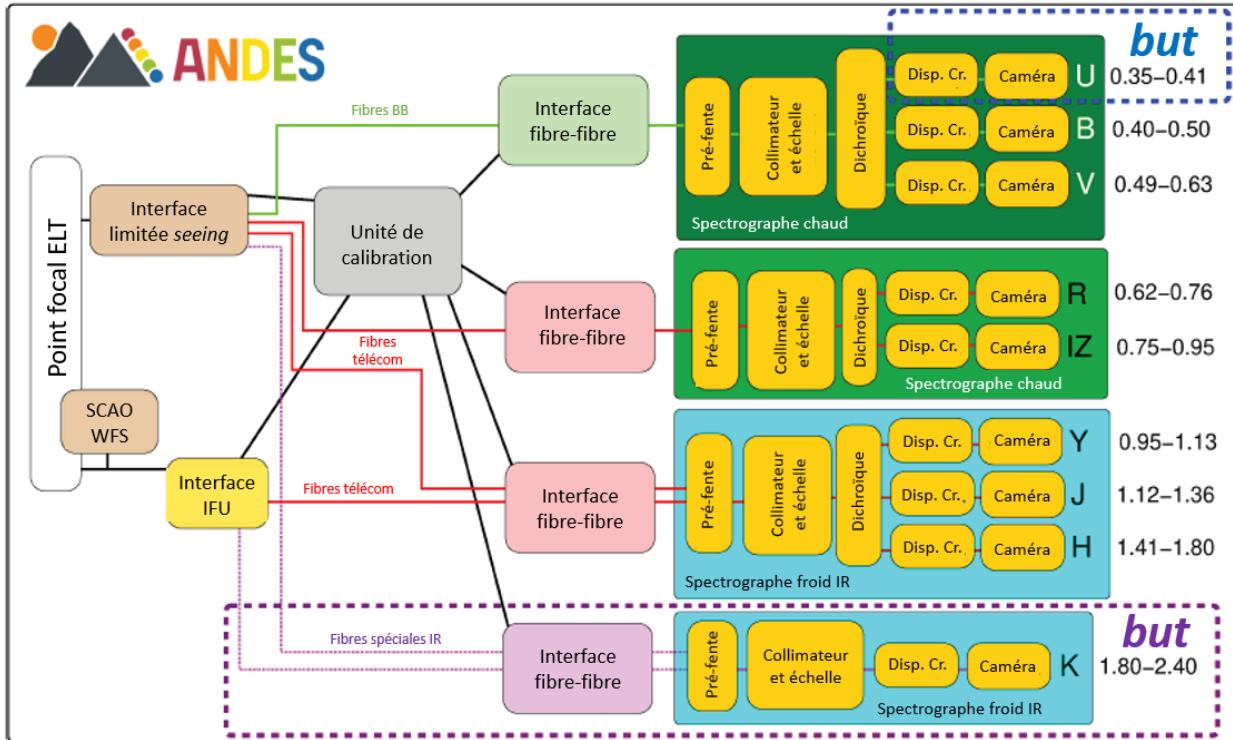 ANDES
Point focal ELT
Interface
limitée seeing
SCAO
WFS
Interface
IFU
Unité de
calibration
Fibres BB
Fibres
télécom
Fibres télécom
Fibres spéciales IR
Interface
fibre-fibre
Pré-fente
Collimateur
et échelle
Dichroïque
Disp. Cr.
Caméra
U
0.35–0.41
but
Disp. Cr.
Caméra
B
0.40–0.50
Disp. Cr.
Caméra
V
0.49–0.63
Spectrographe chaud
Interface
fibre-fibre
Pré-fente
Collimateur
et échelle
Dichroïque
Disp. Cr.
Caméra
R
0.62–0.76
Disp. Cr.
Caméra
IZ
0.75–0.95
Spectrographe chaud
Interface
fibre-fibre
Pré-fente
Collimateur
et échelle
Dichroïque
Disp. Cr.
Caméra
Y
0.95–1.13
Disp. Cr.
Caméra
J
1.12–1.36
Disp. Cr.
Caméra
H
1.41–1.80
Spectrographe froid IR
Interface
fibre-fibre
Pré-fente
Collimateur
et échelle
Disp. Cr.
Caméra
K
but
1.80–2.40
Spectrographe froid IR